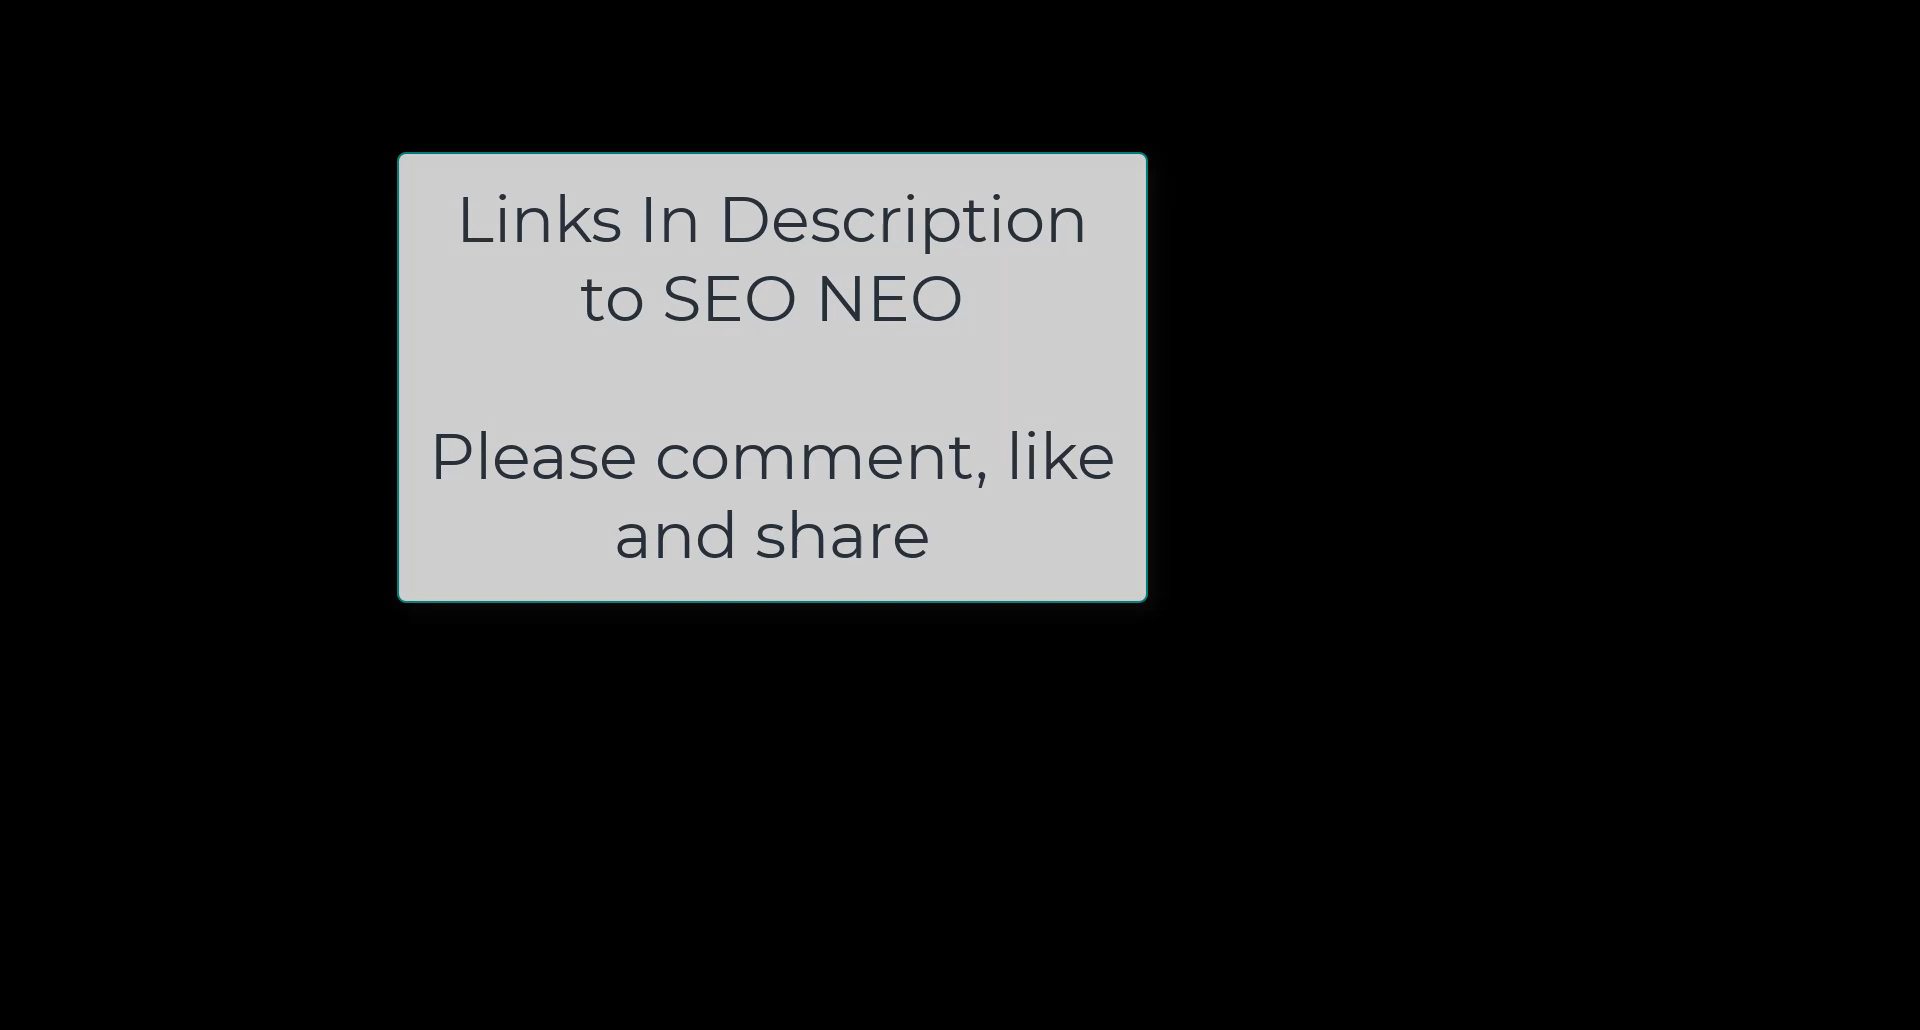 Links In Description
to SEO NEO
Please comment, like
and share